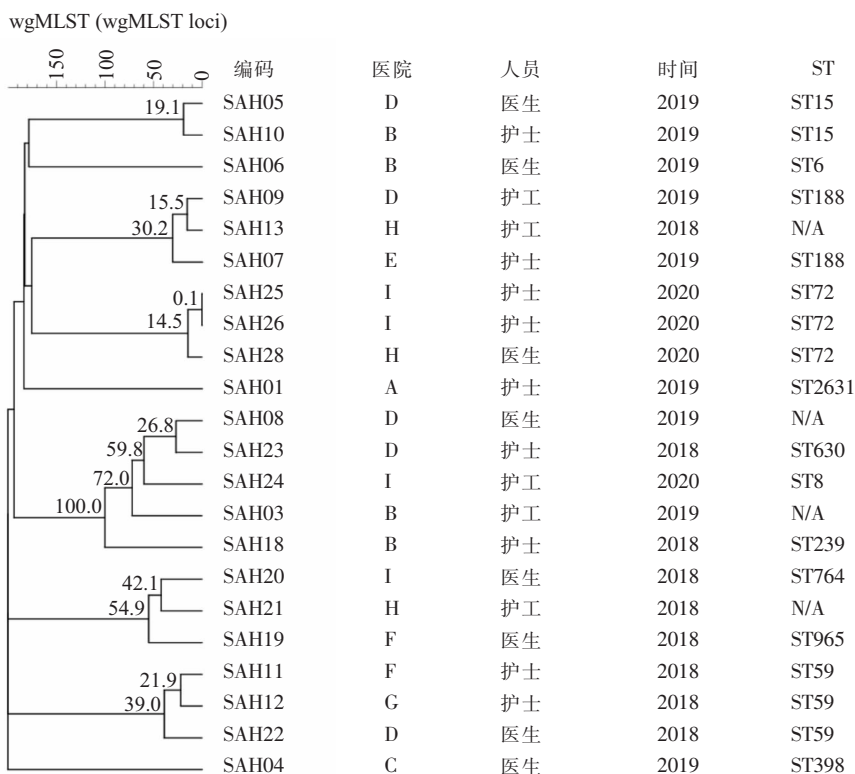 wgMLST (wgMLST loci)
150 100 50 0 编码 医院 人员 时间 ST
19.1 SAH05 D 医生 2019 ST15
SAH10 B 护士 2019 ST15
SAH06 B 医生 2019 ST6
15.5 SAH09 D 护工 2019 ST188
30.2 SAH13 H 护工 2018 N/A
SAH07 E 护士 2019 ST188
0.1 SAH25 I 护士 2020 ST72
14.5 SAH26 I 护士 2020 ST72
SAH28 H 医生 2020 ST72
SAH01 A 护士 2019 ST2631
26.8 SAH08 D 医生 2019 N/A
59.8 SAH23 D 护士 2018 ST630
72.0 SAH24 I 护工 2020 ST8
100.0 SAH03 B 护工 2019 N/A
SAH18 B 护士 2018 ST239
42.1 SAH20 I 医生 2018 ST764
54.9 SAH21 H 护工 2018 N/A
SAH19 F 医生 2018 ST965
21.9 SAH11 F 护士 2018 ST59
39.0 SAH12 G 护士 2018 ST59
SAH22 D 医生 2018 ST59
SAH04 C 医生 2019 ST398